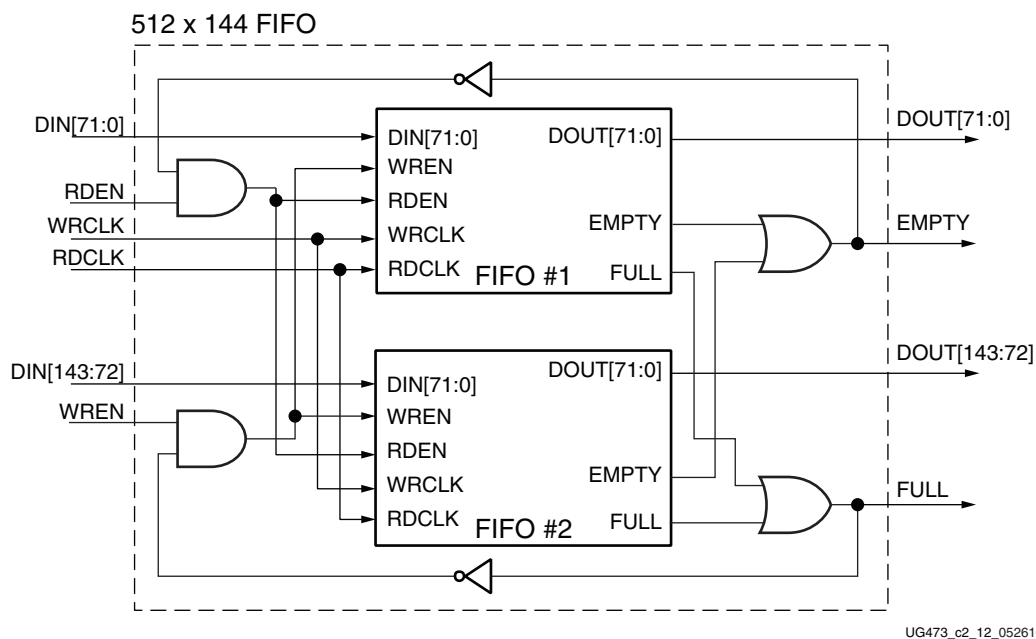 512 x 144 FIFO
DIN[71:0]
RDEN
WRCLK
RDCLK
DIN[71:0]
WREN
RDEN
WRCLK
RDCLK
DOUT[71:0]
EMPTY
FULL
FIFO #1
DOUT[71:0]
EMPTY
DIN[143:72]
WREN
DIN[71:0]
WREN
RDEN
WRCLK
RDCLK
DOUT[71:0]
EMPTY
FULL
FIFO #2
DOUT[143:72]
FULL
UG473_c2_12_05261